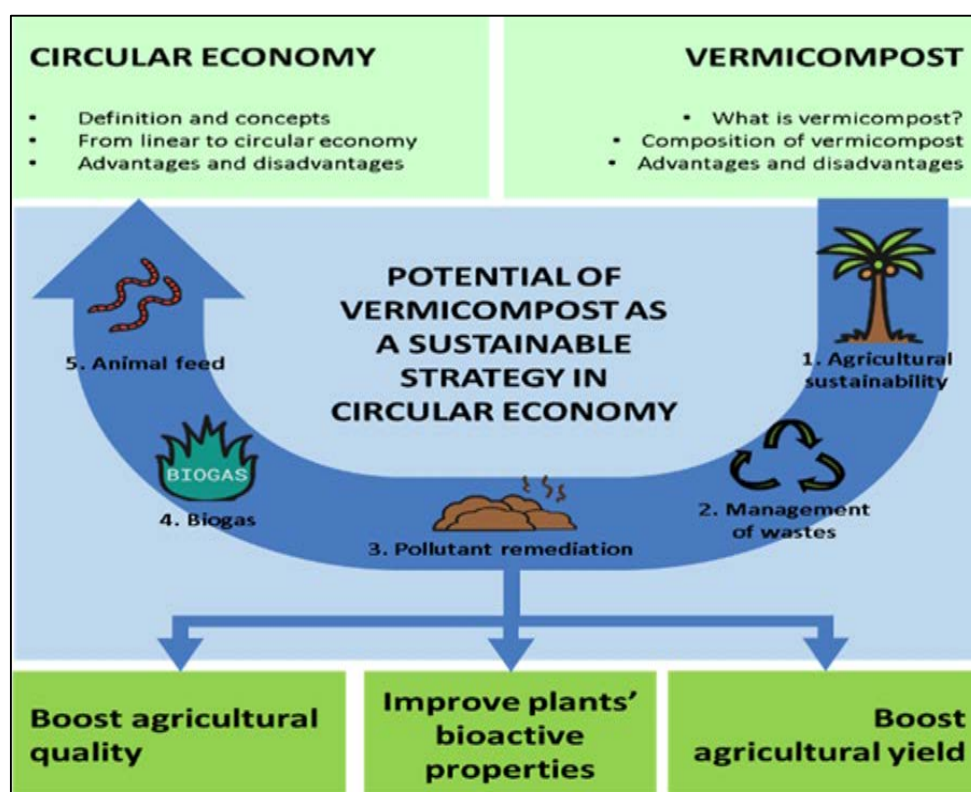 CIRCULAR ECONOMY
• Definition and concepts
• From linear to circular economy
• Advantages and disadvantages
VERMICOMPOST
• What is vermicompost?
• Composition of vermicompost
• Advantages and disadvantages
POTENTIAL OF
VERMICOMPOST AS
A SUSTAINABLE
STRATEGY IN
CIRCULAR ECONOMY
1. Agricultural
sustainability
2. Management
of wastes
3. Pollutant remediation
BIOGAS
4. Biogas
5. Animal feed
Boost agricultural
quality
Improve plants’
bioactive
properties
Boost
agricultural yield